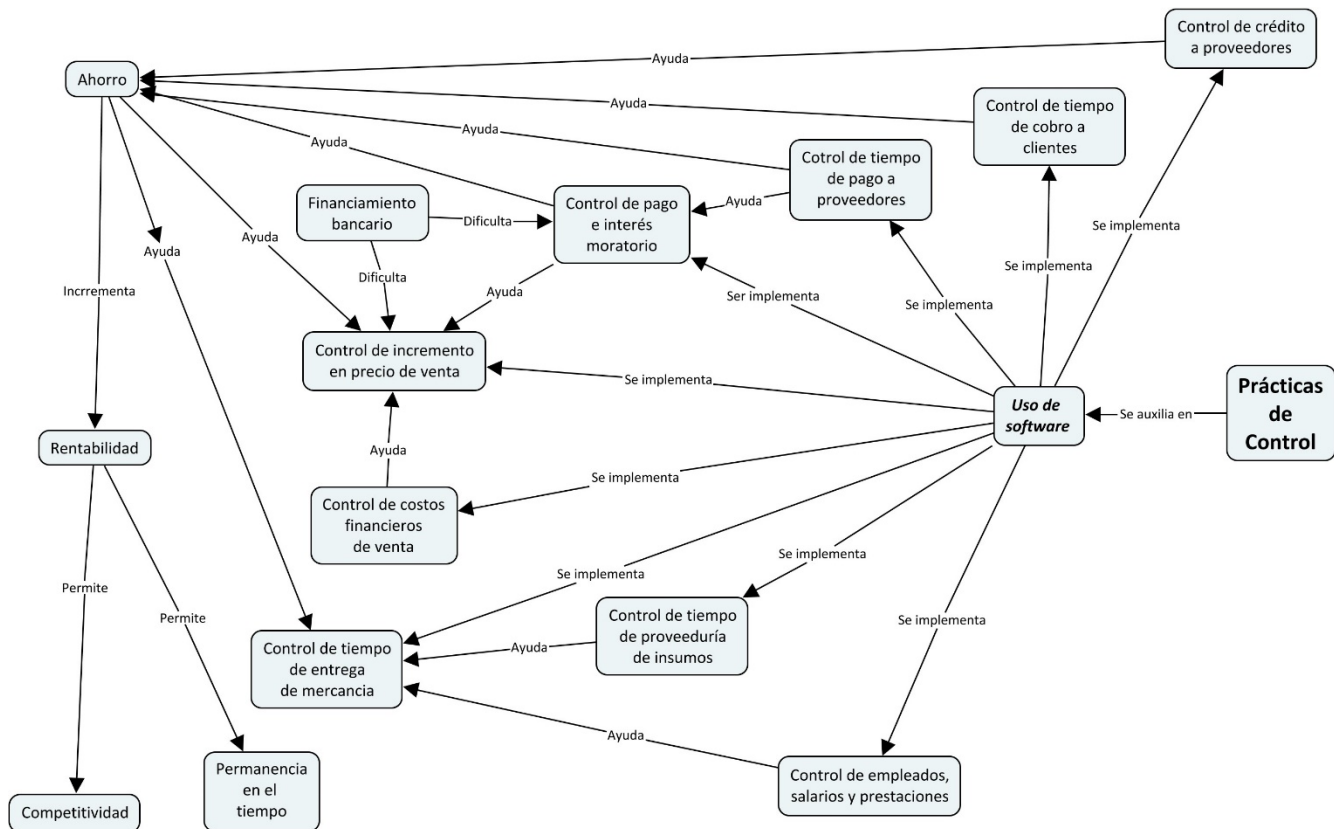 Control de crédito
a proveedores
Ayuda
Ahorro
Ayuda
Control de tiempo
de cobro a
clientes
Ayuda
Ayuda
Cotrol de tiempo
de pago a
proveedores
Financiamiento
bancario
Dificulta
Control de pago
e interés
moratorio
Ayuda
Se implementa
Ayuda
Ayuda
Se implementa
Dificulta
Ayuda
Incrrementa
Ser implementa
Se implementa
Control de incremento
en precio de venta
Se implementa
Uso de
software
Se auxilia en
Prácticas
de
Control
Rentabilidad
Ayuda
Se implementa
Control de costos
financieros
de venta
Se implementa
Se implementa
Permite
Permite
Se implementa
Control de tiempo
de proveeduría
de insumos
Ayuda
Control de tiempo
de entrega
de mercancia
Ayuda
Permanencia
en el
tiempo
Control de empleados,
salarios y prestaciones
Competitividad